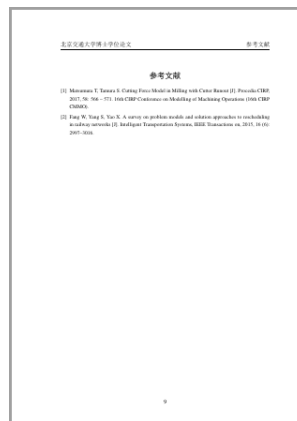 北京交通大学博士学位论文 参考文献
参考文献
[1] Matsumura T, Tamura S. Cutting Force Model in Milling with Cutter Runout [J]. Procedia CIRP,
2017, 58: 566 – 571. 16th CIRP Conference on Modelling of Machining Operations (16th CIRP
CMMO).
[2] Fang W, Yang S, Yao X. A survey on problem models and solution approaches to rescheduling
in railway networks [J]. Intelligent Transportation Systems, IEEE Transactions on, 2015, 16 (6):
2997–3016.
9